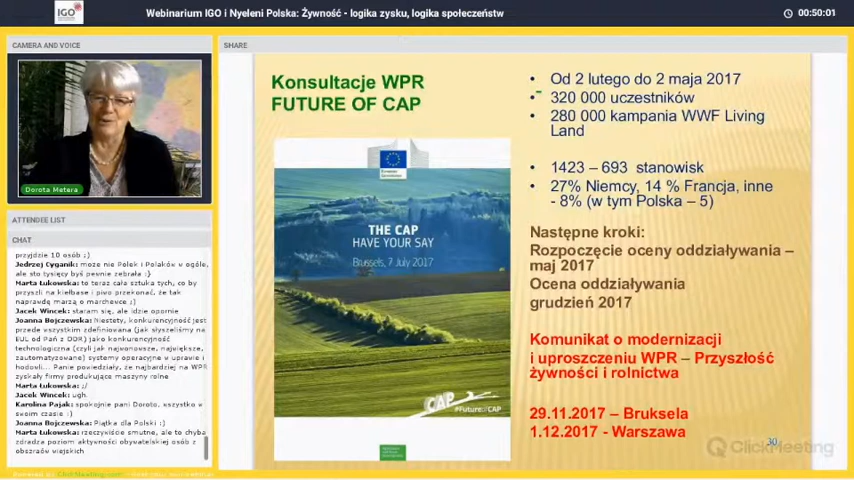 IGO
Webinarium IGO i Nyeleni Polska: Żywność - logika zysku, logika społeczeństw
00:50:01
CAMERA AND VOICE
SHARE
Dorota Metera
ATTENDEE LIST
CHAT
przyjdzie 10 osób ;)
Jedrzej Cyganik: może nie Polek i Polaków w ogóle,
ale sto tysięcy byś pewnie zebrała :)
Marta Łukowska: to teraz cała sztuka tych, co by
przyszli na kiełbase i piwo przekonać, że tak
naprawdę marzą o marchewce ;)
Jacek Wincek: staram się, ale idzie opornie
Joanna Bojczewska: Niestety, konkurencyjność jest
przede wszystkim zdefiniowana (jak słyszeliśmy na
EUL od Pań z DDR) jako konkurencyjność
technologiczna (czyli jak najnowsze, największe,
zautomatyzowane) systemy operacyjne w uprawie i
hodowli... Panie powiedziały, że najbardziej na WPR
zyskały firmy produkujące maszyny rolne
Marta Łukowska: ;/
Jacek Wincek: ugh.
Karolina Pajak: spokojnie pani Doroto, wszystko w
swoim czasie :)
Joanna Bojczewska: Piątka dla Polski :)
Marta Łukowska: rzeczywiście smutne, ale to chyba
zdradza poziom aktywności obywatelskiej osób z
obszarów wiejskich
Konsultacje WPR
FUTURE OF CAP
THE CAP
HAVE YOUR SAY
Brussels, 7 July 2017
CAP
#FutureofCAP
• Od 2 lutego do 2 maja 2017
• 320 000 uczestników
• 280 000 kampania WWF Living
Land
• 1423 – 693 stanowisk
• 27% Niemcy, 14 % Francja, inne
- 8% (w tym Polska – 5)
Następne kroki:
Rozpoczęcie oceny oddziaływania –
maj 2017
Ocena oddziaływania
grudzień 2017
Komunikat o modernizacji
i uproszczeniu WPR – Przyszłość
żywności i rolnictwa
29.11.2017 – Bruksela
1.12.2017 - Warszawa
30
ClickMeeting